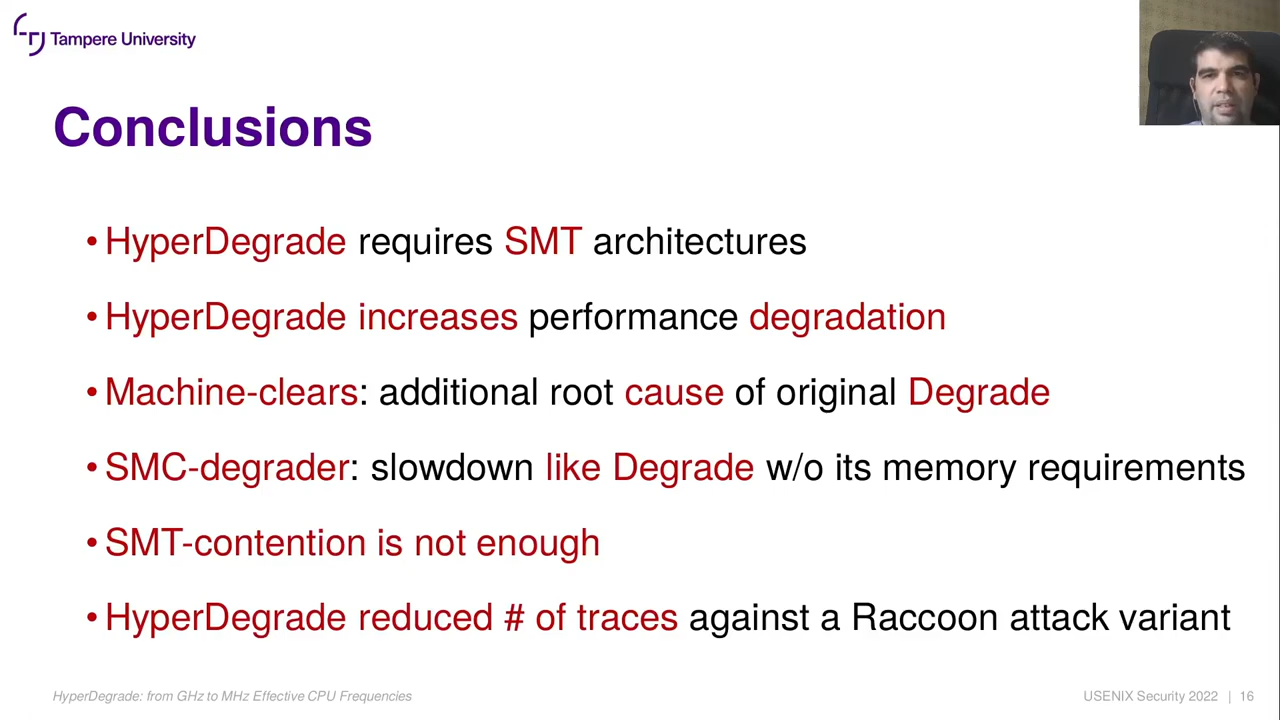 Tampere University
Conclusions
• HyperDegrade requires SMT architectures
• HyperDegrade increases performance degradation
• Machine-clears: additional root cause of original Degrade
• SMC-degrader: slowdown like Degrade w/o its memory requirements
• SMT-contention is not enough
• HyperDegrade reduced # of traces against a Raccoon attack variant
HyperDegrade: from GHz to MHz Effective CPU Frequencies
USENIX Security 2022 | 16